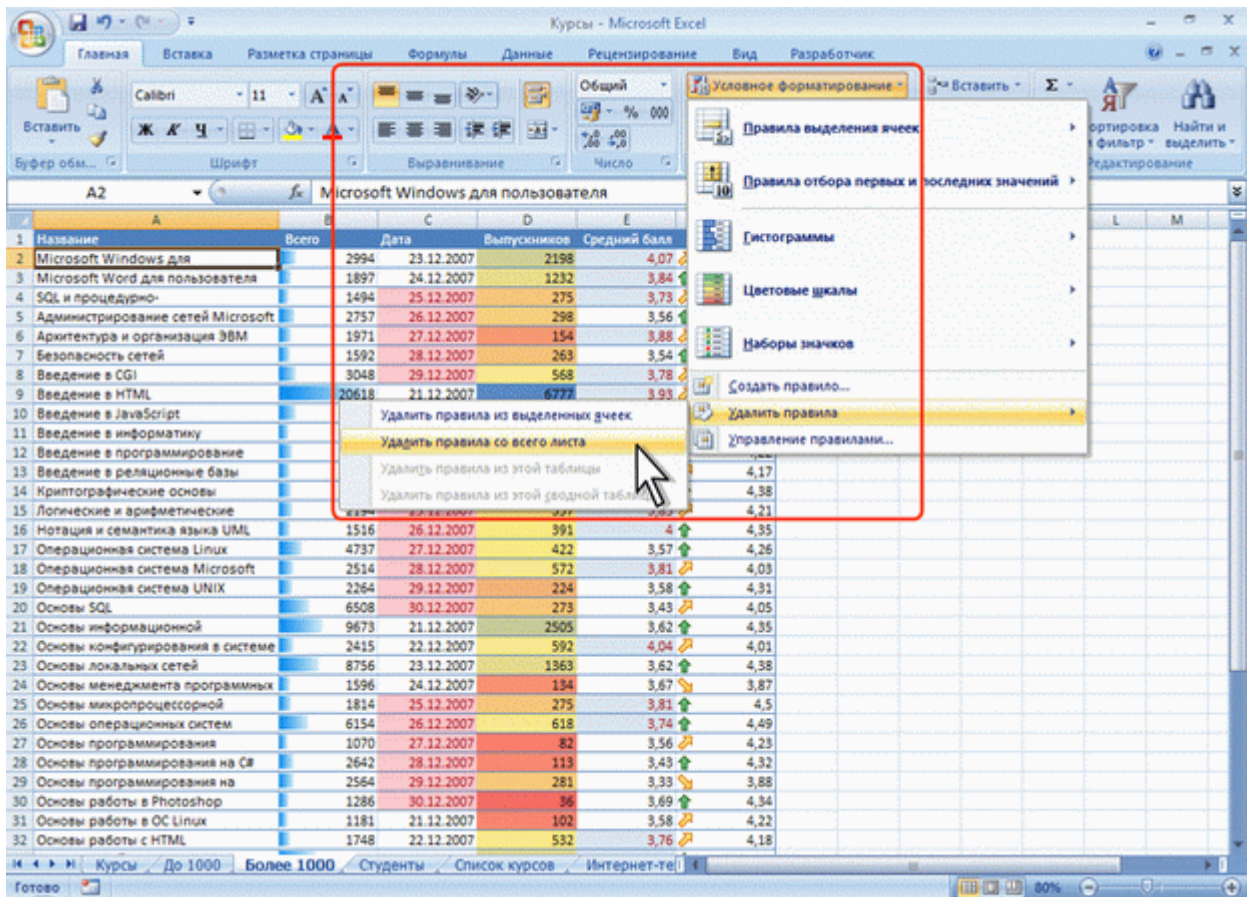 Курсы - Microsoft Excel
Главная Вставка Разметка страницы Формулы Данные Рецензирование Вид Разработчик
Вставить
Calibri 11
Ж К Ч
Общий
% 000
Условное форматирование
Вставить Σ
ортировка Найти и
фильтр выделить
Буфер обм... Шрифт Выравнивание Число Редактирование
A2 fx Microsoft Windows для пользователя
Правила выделения ячеек
Правила отбора первых и последних значений
Гистограммы
Цветовые шкалы
Наборы значков
Создать правило...
Удалить правила
Управление правилами...
Удалить правила из выделенных ячеек
Удалить правила со всего листа
Удалить правила из этой таблицы
Удалить правила из этой сводной табл
A B C D E L M
1 Название Всего Дата Выпускников Средний балл
2 Microsoft Windows для 2994 23.12.2007 2198 4,07
3 Microsoft Word для пользователя 1897 24.12.2007 1232 3,84
4 SQL и процедурно- 1494 25.12.2007 275 3,73
5 Администрирование сетей Microsoft 2757 26.12.2007 298 3,56
6 Архитектура и организация ЭВМ 1971 27.12.2007 154 3,88
7 Безопасность сетей 1592 28.12.2007 263 3,54
8 Введение в CGI 3048 29.12.2007 568 3,78
9 Введение в HTML 20618 21.12.2007 6777 3,93
10 Введение в JavaScript
11 Введение в информатику
12 Введение в программирование
13 Введение в реляционные базы 4,17
14 Криптографические основы 4,38
15 Логические и арифметические 4,21
16 Нотация и семантика языка UML 1516 26.12.2007 391 4 4,35
17 Операционная система Linux 4737 27.12.2007 422 3,57 4,26
18 Операционная система Microsoft 2514 28.12.2007 572 3,81 4,03
19 Операционная система UNIX 2264 29.12.2007 224 3,58 4,31
20 Основы SQL 6508 30.12.2007 273 3,43 4,05
21 Основы информационной 9673 21.12.2007 2505 3,62 4,35
22 Основы конфигурирования в системе 2415 22.12.2007 592 4,04 4,01
23 Основы локальных сетей 8756 23.12.2007 1363 3,62 4,38
24 Основы менеджмента программных 1596 24.12.2007 134 3,67 3,87
25 Основы микропроцессорной 1814 25.12.2007 275 3,81 4,5
26 Основы операционных систем 6154 26.12.2007 618 3,74 4,49
27 Основы программирования 1070 27.12.2007 82 3,56 4,23
28 Основы программирования на C# 2642 28.12.2007 113 3,43 4,32
29 Основы программирования на 2564 29.12.2007 281 3,33 3,88
30 Основы работы в Photoshop 1286 30.12.2007 36 3,69 4,34
31 Основы работы в ОС Linux 1181 21.12.2007 102 3,58 4,22
32 Основы работы с HTML 1748 22.12.2007 532 3,76 4,18
Курсы До 1000 Более 1000 Студенты Список курсов Интернет-те
Готово 80%